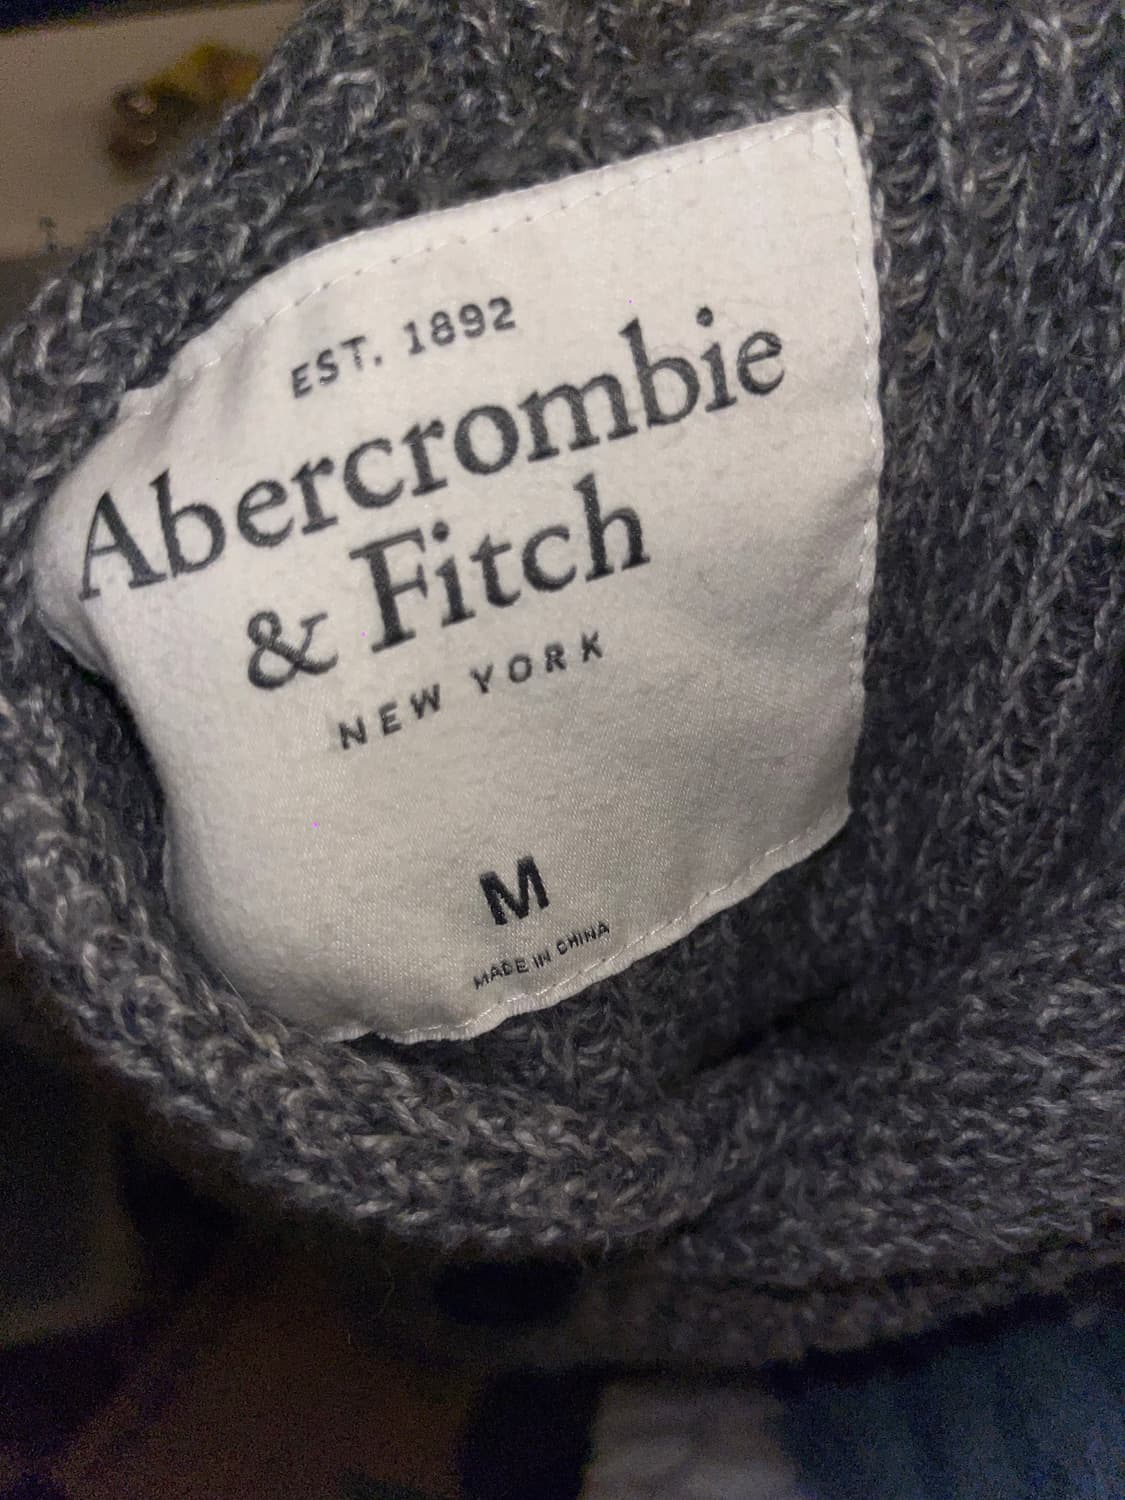 EST. 1892
Abercrombie
& Fitch
NEW YORK
M
MADE IN CHINA